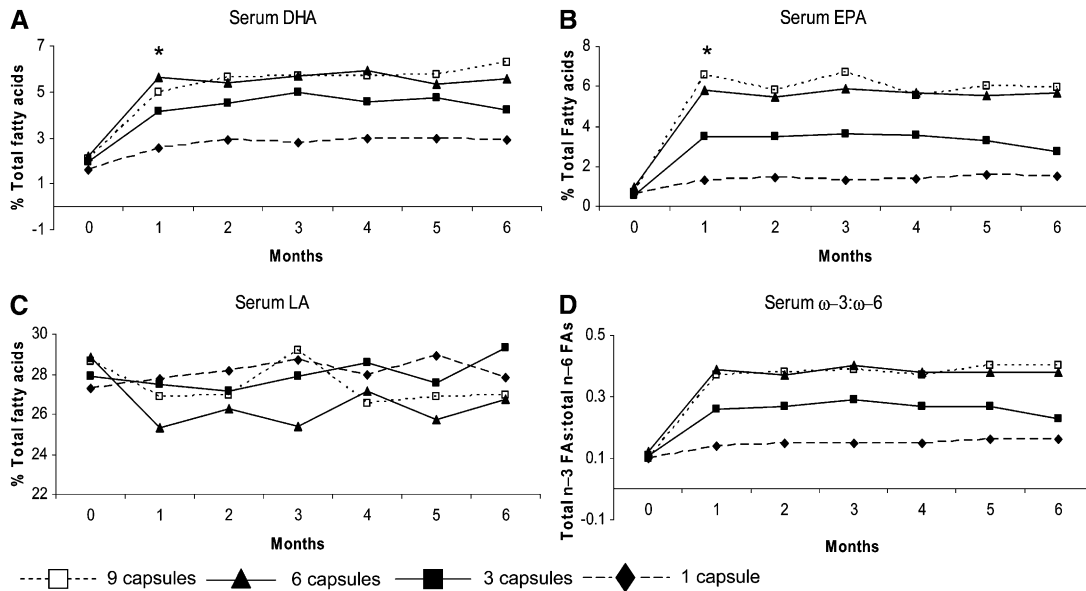 A
Serum DHA
% Total fatty acids
7
5
3
1
-1
*
0 1 2 3 4 5 6
Months
B
Serum EPA
% Total Fatty acids
8
6
4
2
0
*
0 1 2 3 4 5 6
Months
C
Serum LA
% Total fatty acids
30
28
26
24
22
0 1 2 3 4 5 6
Months
D
Serum ω–3:ω–6
Total n–3 FAs:total n–6 FAs
0.5
0.3
0.1
-0.1
0 1 2 3 4 5 6
Months
9 capsules 6 capsules 3 capsules 1 capsule